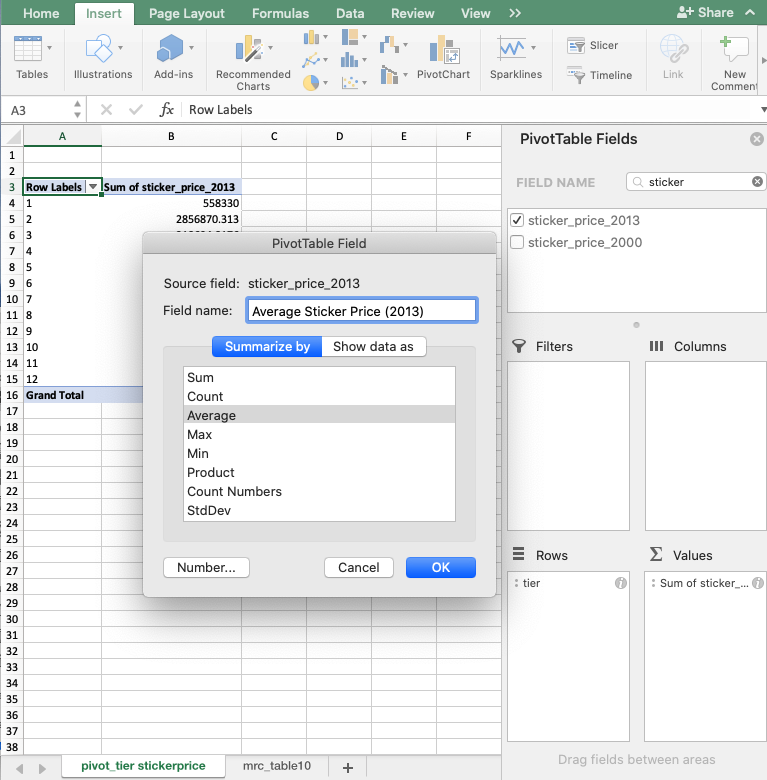 Home Insert Page Layout Formulas Data Review View >> Share
Tables Illustrations Add-ins Recommended Charts PivotChart Sparklines Slicer Timeline Link New Comment
A3 fx Row Labels
A B C D E F
1
2
3 Row Labels Sum of sticker_price_2013
4 1 558330
5 2 2856870.313
6 3
7 4
8 5
9 6
10 7
11 8
12 9
13 10
14 11
15 12
16 Grand Total
17
18
19
20
21
22
23
24
25
26
27
28
29
30
31
32
33
34
35
36
37
38
PivotTable Field
Source field: sticker_price_2013
Field name: Average Sticker Price (2013)
Summarize by Show data as
Sum
Count
Average
Max
Min
Product
Count Numbers
StdDev
Number... Cancel OK
PivotTable Fields
FIELD NAME sticker
sticker_price_2013
sticker_price_2000
Filters Columns
Rows Values
tier Sum of sticker_...
Drag fields between areas
pivot_tier stickerprice mrc_table10 +